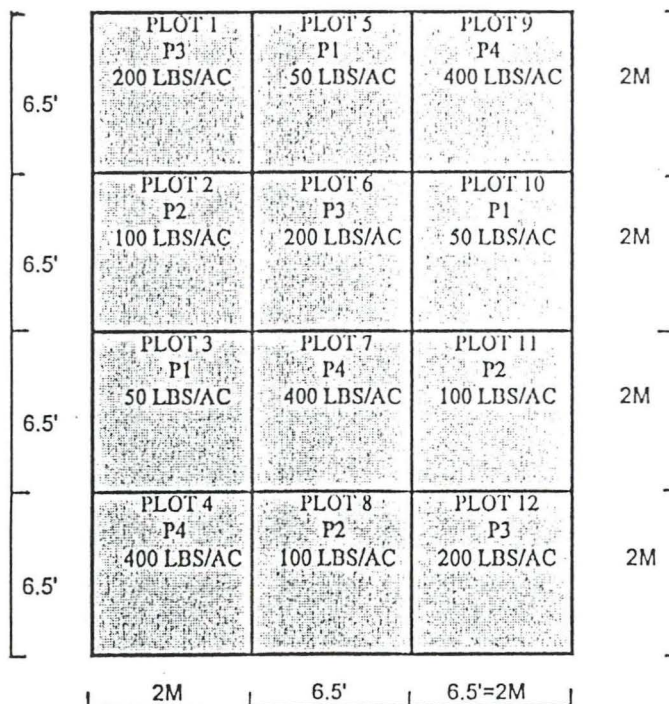 PLOT 1 PLOT 5 PLOT 9
P3 P1 P4
200 LBS/AC 50 LBS/AC 400 LBS/AC
6.5' 2M
PLOT 2 PLOT 6 PLOT 10
P2 P3 P1
100 LBS/AC 200 LBS/AC 50 LBS/AC
6.5' 2M
PLOT 3 PLOT 7 PLOT 11
P1 P4 P2
50 LBS/AC 400 LBS/AC 100 LBS/AC
6.5' 2M
PLOT 4 PLOT 8 PLOT 12
P4 P2 P3
400 LBS/AC 100 LBS/AC 200 LBS/AC
6.5' 2M
2M 6.5' 6.5'=2M